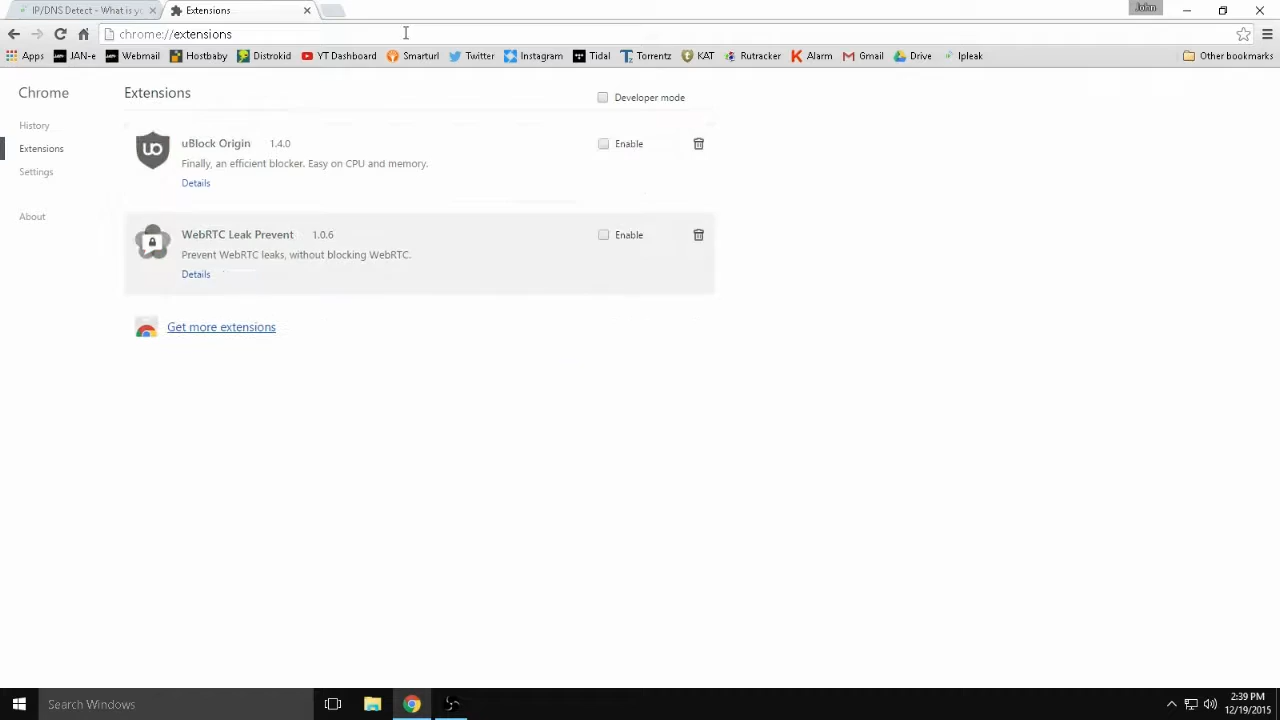 IP/DNS Detect - What is yo
Extensions
John
chrome://extensions
Apps JAN-e Webmail Hostbaby Distrokid YT Dashboard Smarturl Twitter Instagram Tidal Torrentz KAT Rutracker Alarm Gmail Drive Ipleak Other bookmarks
Chrome
History
Extensions
Settings
About
Extensions
Developer mode
uBlock Origin 1.4.0
Enable
Finally, an efficient blocker. Easy on CPU and memory.
Details
WebRTC Leak Prevent 1.0.6
Enable
Prevent WebRTC leaks, without blocking WebRTC.
Details
Get more extensions
Search Windows
2:39 PM
12/19/2015